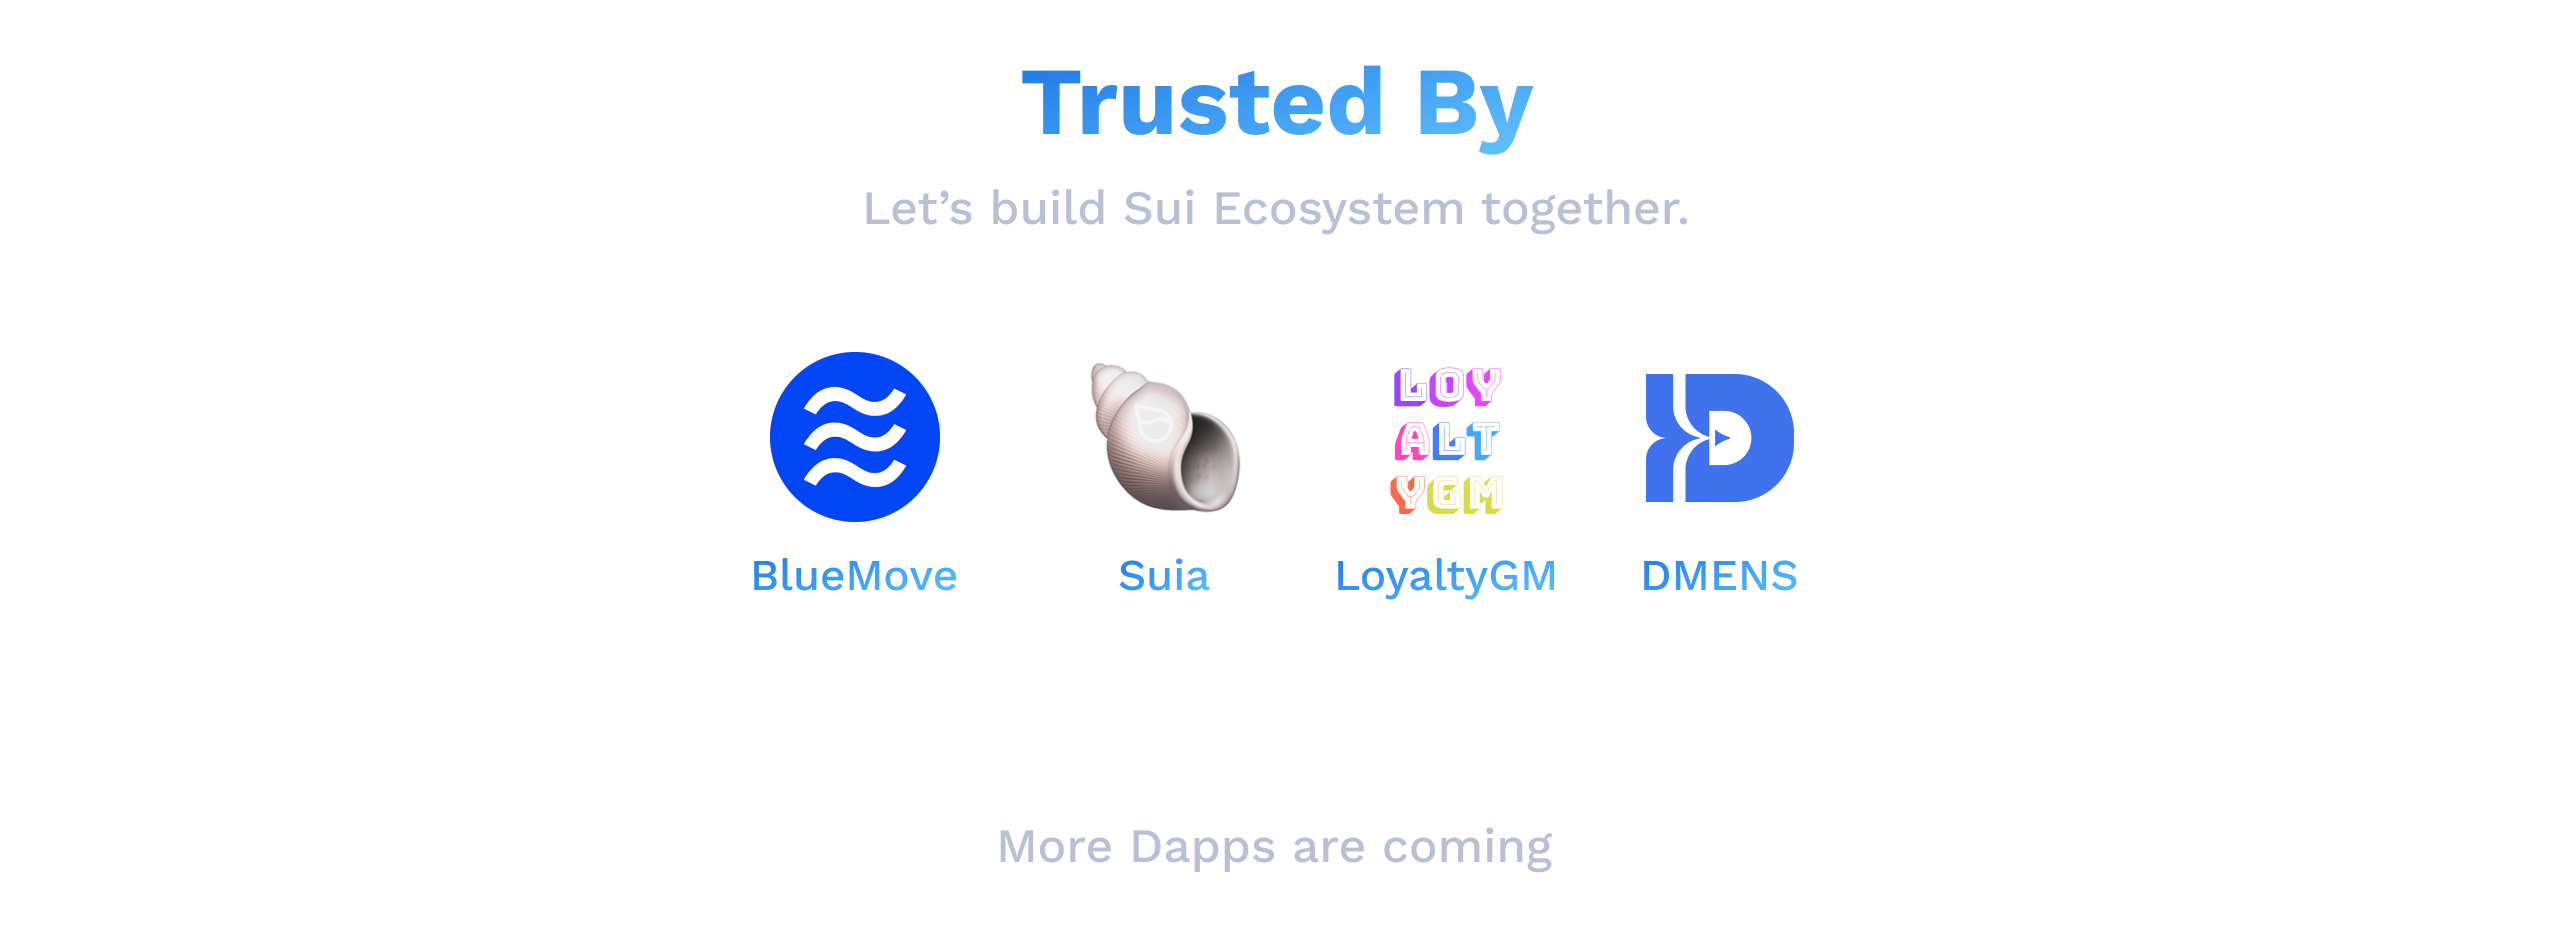 Trusted By
Let’s build Sui Ecosystem together.
LOY
ALT
YGM
BlueMove
Suia
LoyaltyGM
DMENS
More Dapps are coming